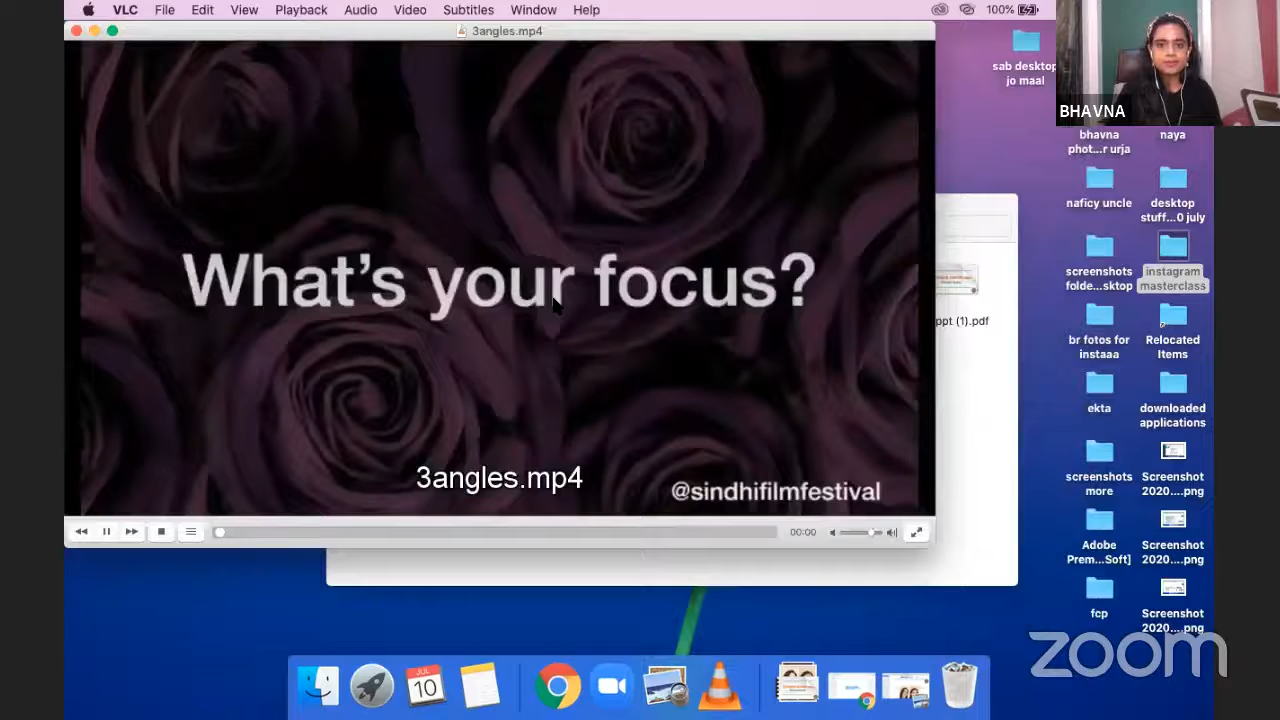 VLC File Edit View Playback Audio Video Subtitles Window Help
100%
3angles.mp4
What's your focus?
3angles.mp4
@sindhifilmfestival
00:00
ppt (1).pdf
sab desktop
jo maal
BHAVNA
bhavna
phot...r urja
naya
naficy uncle
desktop
stuff...0 july
screenshots
folde...sktop
instagram
masterclass
br fotos for
instaaa
Relocated
Items
ekta
downloaded
applications
screenshots
more
Screenshot
2020....png
Adobe
Prem...Soft]
Screenshot
2020....png
fcp
Screenshot
2020....png
JUL
10
zoom